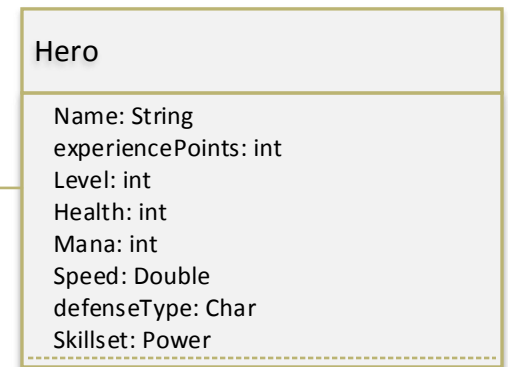 Hero
Name: String
experiencePoints: int
Level: int
Health: int
Mana: int
Speed: Double
defenseType: Char
Skillset: Power